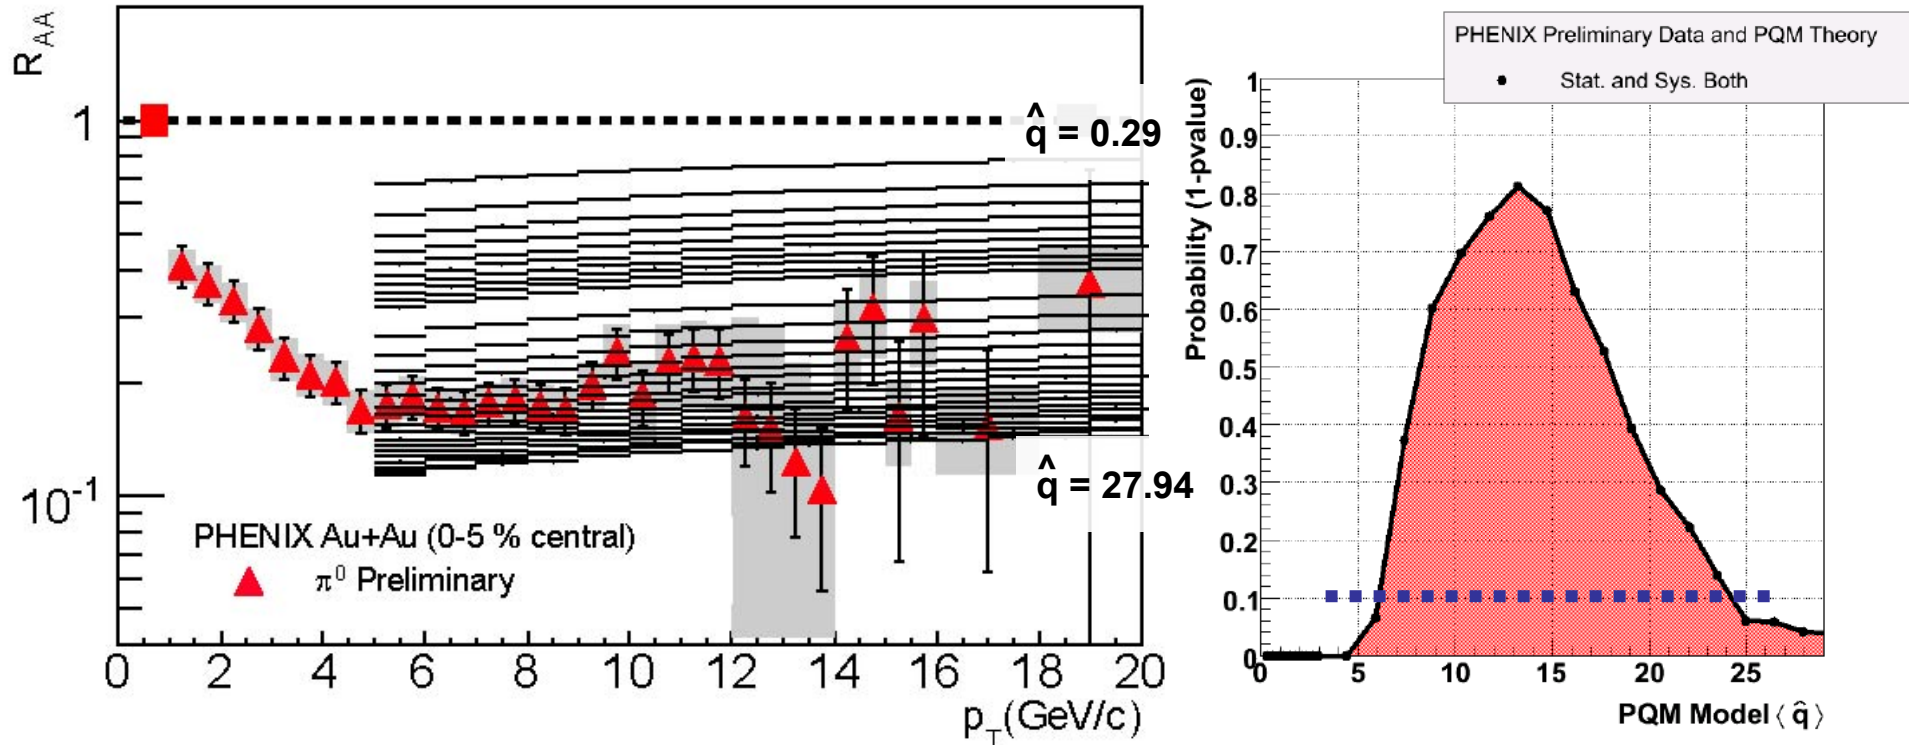 R_AA
1
10^-1
q̂ = 0.29
q̂ = 27.94
PHENIX Au+Au (0-5 % central)
π^0 Preliminary
0 2 4 6 8 10 12 14 16 18 20
p_T(GeV/c)
PHENIX Preliminary Data and PQM Theory
Stat. and Sys. Both
Probability (1-pvalue)
1
0.9
0.8
0.7
0.6
0.5
0.4
0.3
0.2
0.1
0
0 5 10 15 20 25
PQM Model ⟨ q̂ ⟩